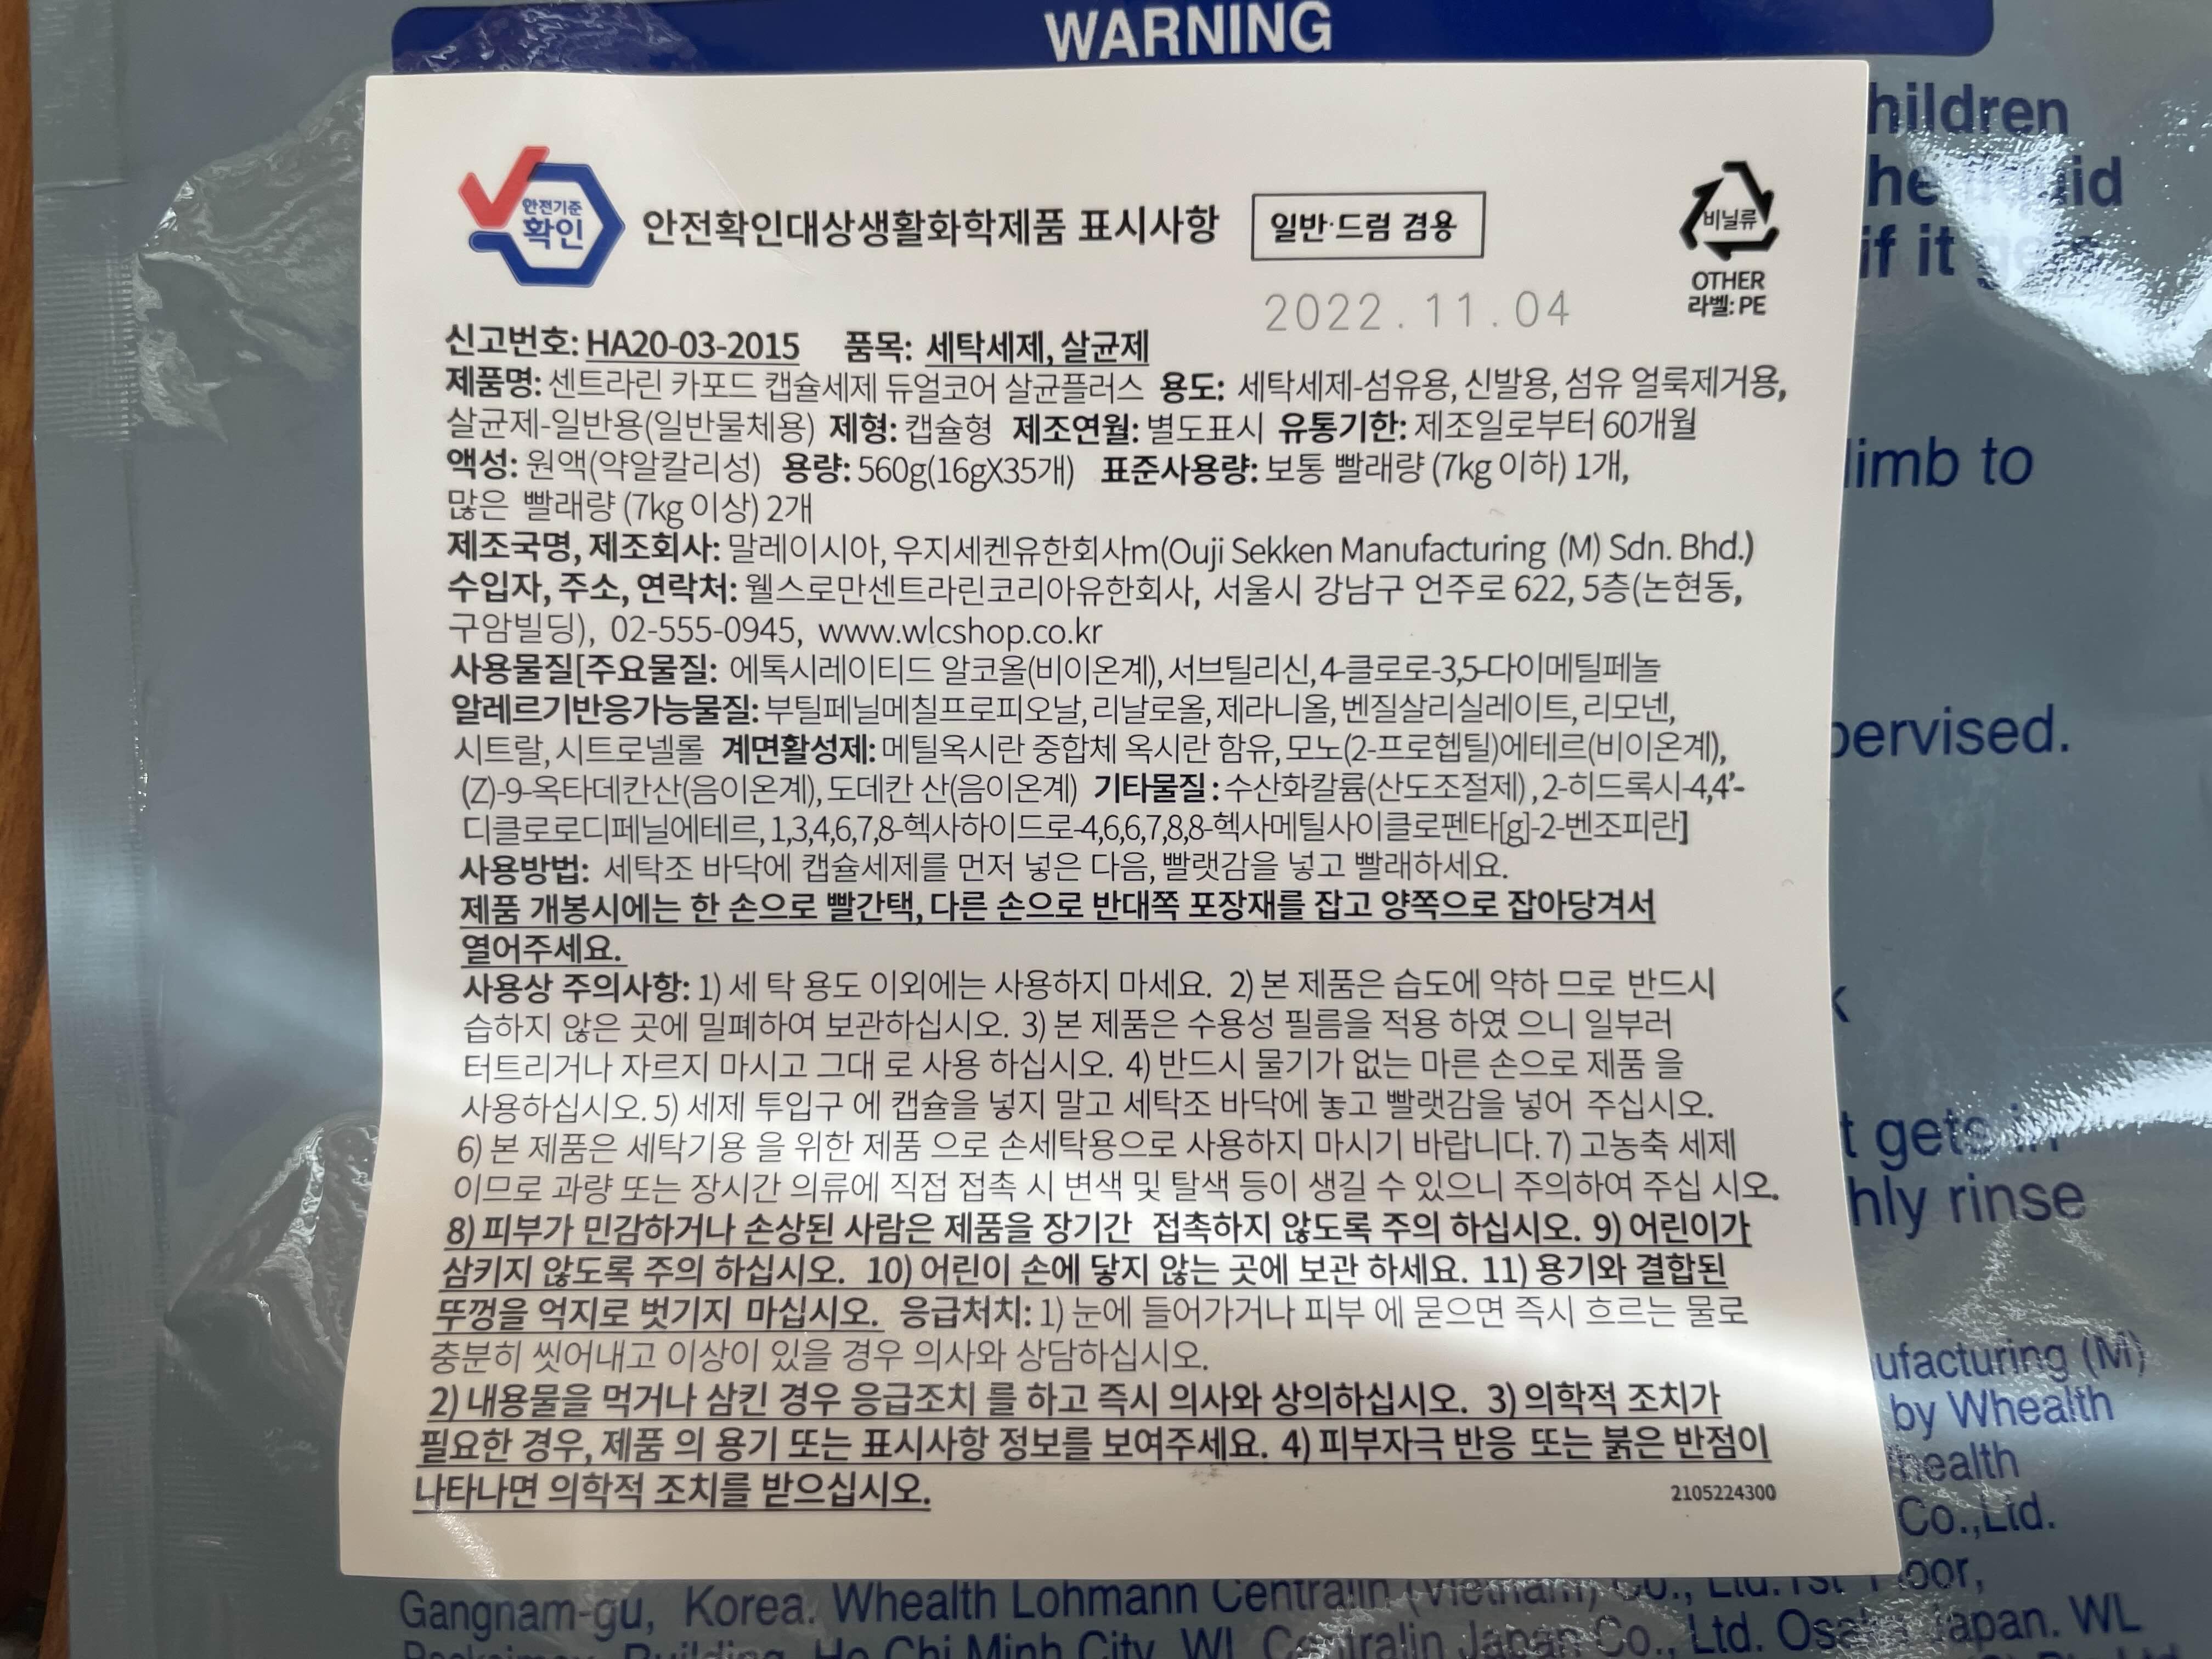 WARNING
안전기준
확인
안전확인대상생활화학제품 표시사항
일반·드럼 겸용
비닐류
OTHER
라벨: PE
2022.11.04
신고번호: HA20-03-2015 품목: 세탁세제, 살균제
제품명: 센트라린 카포드 캡슐세제 듀얼코어 살균플러스 용도: 세탁세제-섬유용, 신발용, 섬유 얼룩제거용,
살균제-일반용(일반물체용) 제형: 캡슐형 제조연월: 별도표시 유통기한: 제조일로부터 60개월
액성: 원액(약알칼리성) 용량: 560g(16gX35개) 표준사용량: 보통 빨래량 (7kg 이하) 1개,
많은 빨래량 (7kg 이상) 2개
제조국명, 제조회사: 말레이시아, 우지세켄유한회사m(Ouji Sekken Manufacturing (M) Sdn. Bhd.)
수입자, 주소, 연락처: 웰스로만센트라린코리아유한회사, 서울시 강남구 언주로 622, 5층(논현동,
구암빌딩), 02-555-0945, www.wlcshop.co.kr
사용물질[주요물질: 에톡시레이티드 알코올(비이온계), 서브틸리신, 4-클로로-3,5-다이메틸페놀
알레르기반응가능물질: 부틸페닐메칠프로피오날, 리날로올, 제라니올, 벤질살리실레이트, 리모넨,
시트랄, 시트로넬롤 계면활성제: 메틸옥시란 중합체 옥시란 함유, 모노(2-프로헵틸)에테르(비이온계),
(Z)-9-옥타데칸산(음이온계), 도데칸 산(음이온계) 기타물질: 수산화칼륨(산도조절제), 2-히드록시-4,4'-
디클로로디페닐에테르, 1,3,4,6,7,8-헥사하이드로-4,6,6,7,8,8-헥사메틸사이클로펜타[g]-2-벤조피란]
사용방법: 세탁조 바닥에 캡슐세제를 먼저 넣은 다음, 빨랫감을 넣고 빨래하세요.
제품 개봉시에는 한 손으로 빨간택, 다른 손으로 반대쪽 포장재를 잡고 양쪽으로 잡아당겨서
열어주세요.
사용상 주의사항: 1) 세 탁 용도 이외에는 사용하지 마세요. 2) 본 제품은 습도에 약하 므로 반드시
습하지 않은 곳에 밀폐하여 보관하십시오. 3) 본 제품은 수용성 필름을 적용 하였 으니 일부러
터트리거나 자르지 마시고 그대 로 사용 하십시오. 4) 반드시 물기가 없는 마른 손으로 제품 을
사용하십시오. 5) 세제 투입구 에 캡슐을 넣지 말고 세탁조 바닥에 놓고 빨랫감을 넣어 주십시오.
6) 본 제품은 세탁기용 을 위한 제품 으로 손세탁용으로 사용하지 마시기 바랍니다. 7) 고농축 세제
이므로 과량 또는 장시간 의류에 직접 접촉 시 변색 및 탈색 등이 생길 수 있으니 주의하여 주십 시오.
8) 피부가 민감하거나 손상된 사람은 제품을 장기간 접촉하지 않도록 주의 하십시오. 9) 어린이가
삼키지 않도록 주의 하십시오. 10) 어린이 손에 닿지 않는 곳에 보관 하세요. 11) 용기와 결합된
뚜껑을 억지로 벗기지 마십시오. 응급처치: 1) 눈에 들어가거나 피부 에 묻으면 즉시 흐르는 물로
충분히 씻어내고 이상이 있을 경우 의사와 상담하십시오.
2) 내용물을 먹거나 삼킨 경우 응급조치 를 하고 즉시 의사와 상의하십시오. 3) 의학적 조치가
필요한 경우, 제품 의 용기 또는 표시사항 정보를 보여주세요. 4) 피부자극 반응 또는 붉은 반점이
나타나면 의학적 조치를 받으십시오.
2105224300
hildren
if it
limb to
pervised.
t gets in
hly rinse
ufacturing (M)
by Whealth
health
Co.,Ltd.
Gangnam-gu, Korea. Whealth Lohmann Centralin (Vietnam) Co., Ltd. 1st Floor,
Building, Ho Chi Minh City, WL Centralin Japan Co., Ltd. Osaka Japan. WL